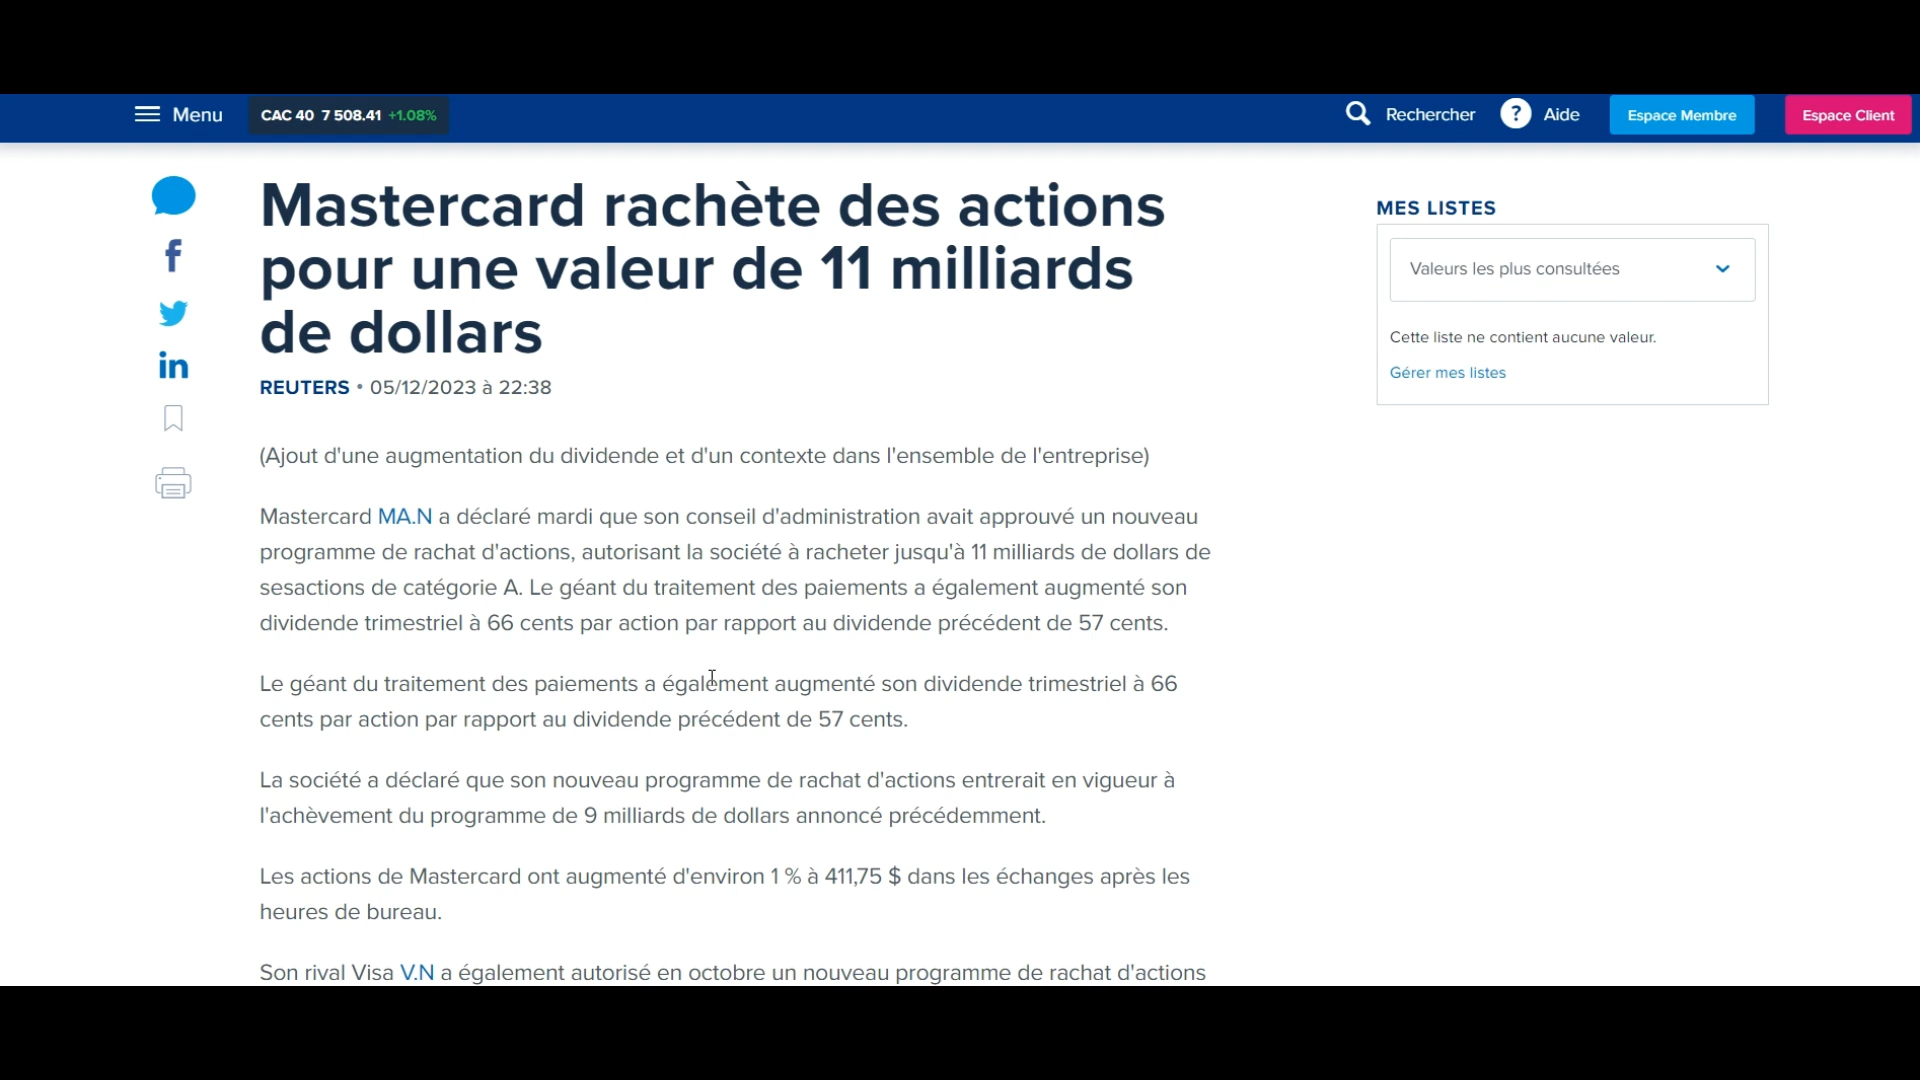 Menu
CAC 40 7 508.41 +1.08%
Rechercher
? Aide
Espace Membre
Espace Client
Mastercard rachète des actions
pour une valeur de 11 milliards
de dollars
REUTERS • 05/12/2023 à 22:38
(Ajout d'une augmentation du dividende et d'un contexte dans l'ensemble de l'entreprise)
Mastercard MA.N a déclaré mardi que son conseil d'administration avait approuvé un nouveau
programme de rachat d'actions, autorisant la société à racheter jusqu'à 11 milliards de dollars de
sesactions de catégorie A. Le géant du traitement des paiements a également augmenté son
dividende trimestriel à 66 cents par action par rapport au dividende précédent de 57 cents.
Le géant du traitement des paiements a également augmenté son dividende trimestriel à 66
cents par action par rapport au dividende précédent de 57 cents.
La société a déclaré que son nouveau programme de rachat d'actions entrerait en vigueur à
l'achèvement du programme de 9 milliards de dollars annoncé précédemment.
Les actions de Mastercard ont augmenté d'environ 1 % à 411,75 $ dans les échanges après les
heures de bureau.
Son rival Visa V.N a également autorisé en octobre un nouveau programme de rachat d'actions
MES LISTES
Valeurs les plus consultées
Cette liste ne contient aucune valeur.
Gérer mes listes